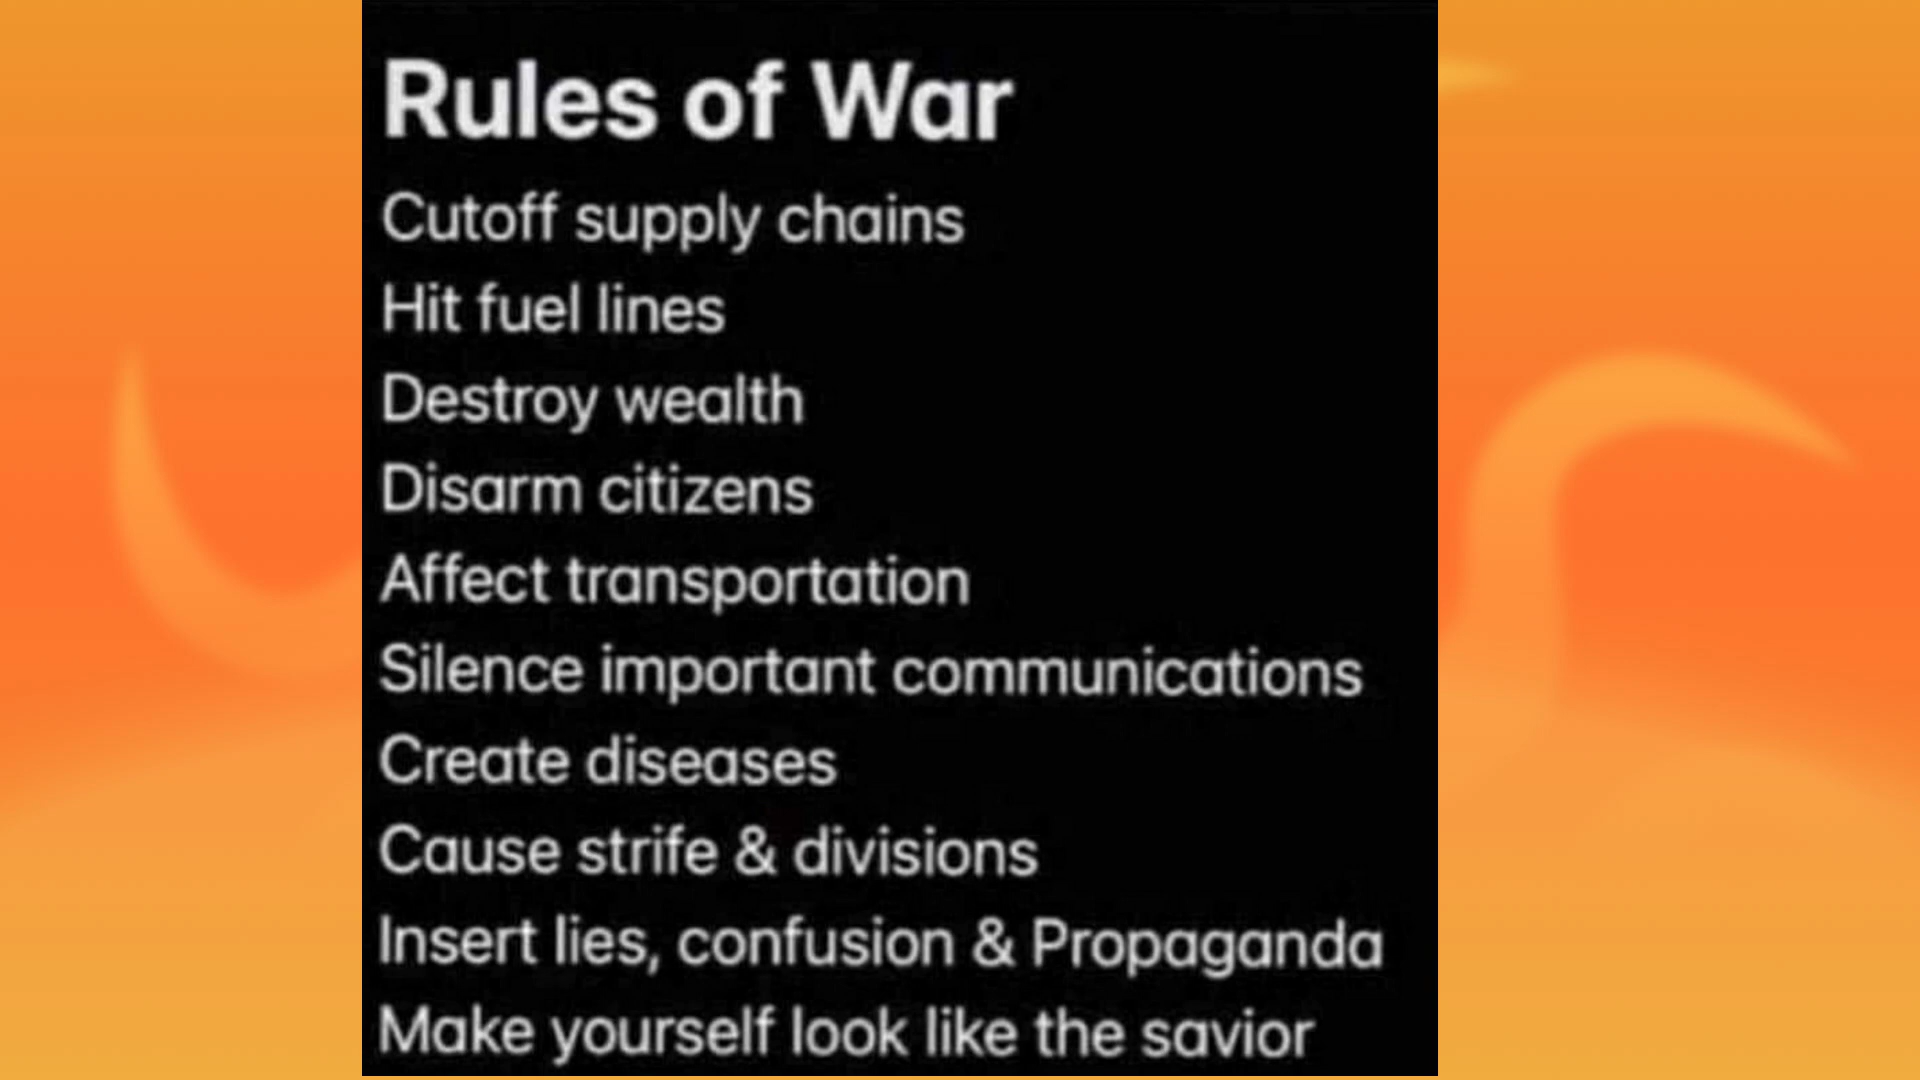 Rules of War
Cutoff supply chains
Hit fuel lines
Destroy wealth
Disarm citizens
Affect transportation
Silence important communications
Create diseases
Cause strife & divisions
Insert lies, confusion & Propaganda
Make yourself look like the savior